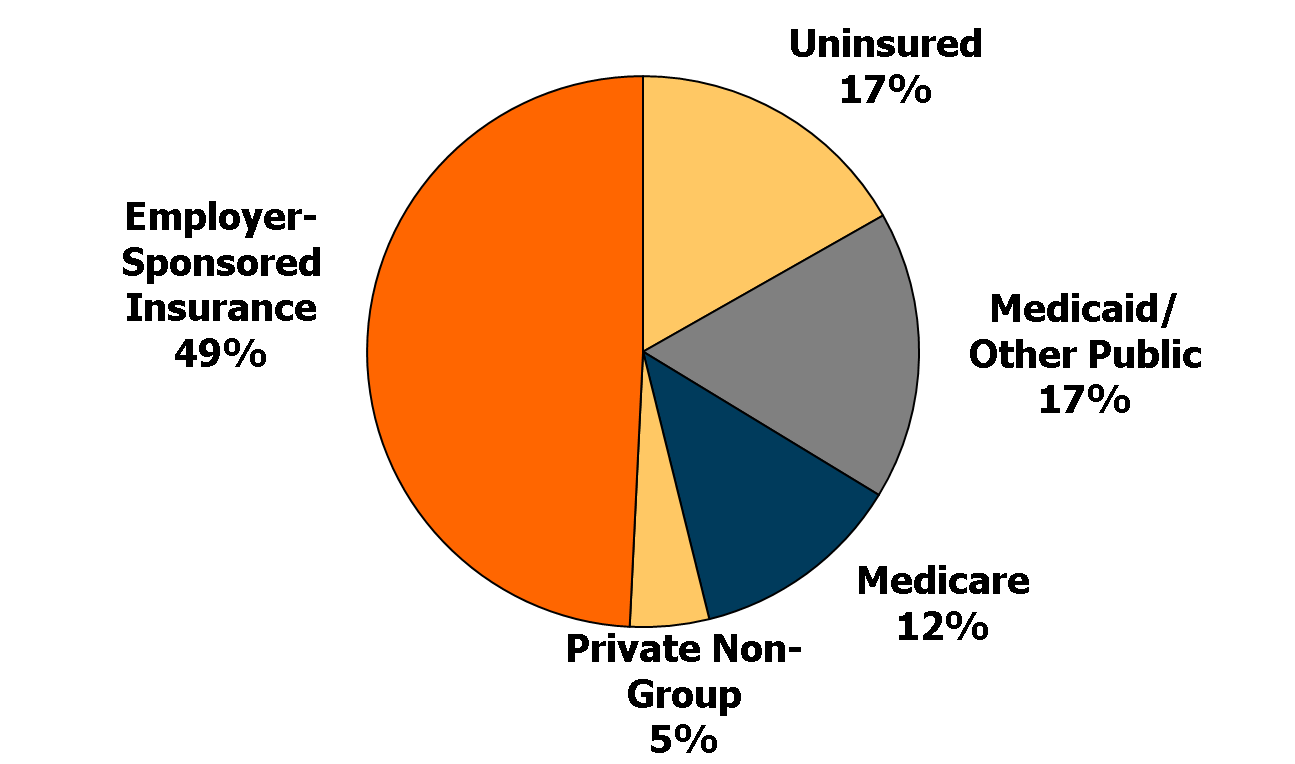 Uninsured
17%
Employer-
Sponsored
Insurance
49%
Medicaid/
Other Public
17%
Medicare
12%
Private Non-
Group
5%